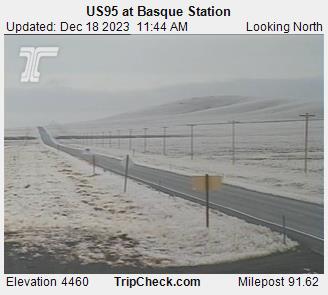 US95 at Basque Station
Updated: Dec 18 2023 11:44 AM Looking North
Elevation 4460 TripCheck.com Milepost 91.62